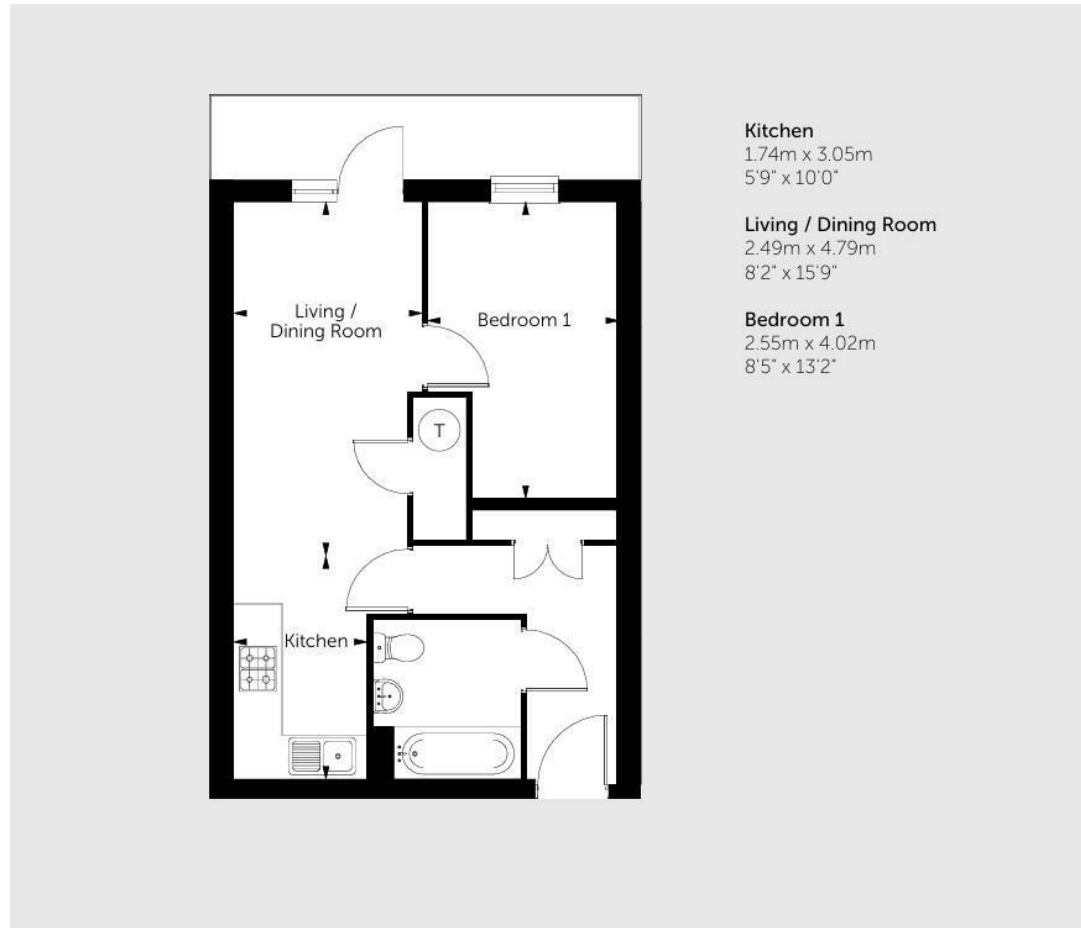 Living /
Dining Room
Bedroom 1
T
Kitchen
Kitchen
1.74m x 3.05m
5'9" x 10'0"
Living / Dining Room
2.49m x 4.79m
8'2" x 15'9"
Bedroom 1
2.55m x 4.02m
8'5" x 13'2"